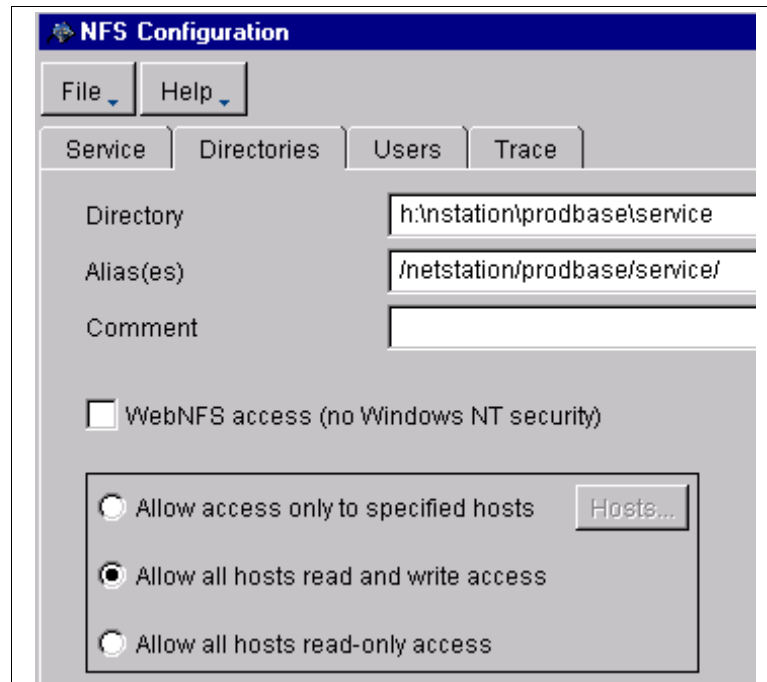 NFS Configuration
File Help
Service Directories Users Trace
Directory h:\nstation\prodbase\service
Alias(es) /netstation/prodbase/service/
Comment
WebNFS access (no Windows NT security)
Allow access only to specified hosts Hosts...
Allow all hosts read and write access
Allow all hosts read-only access